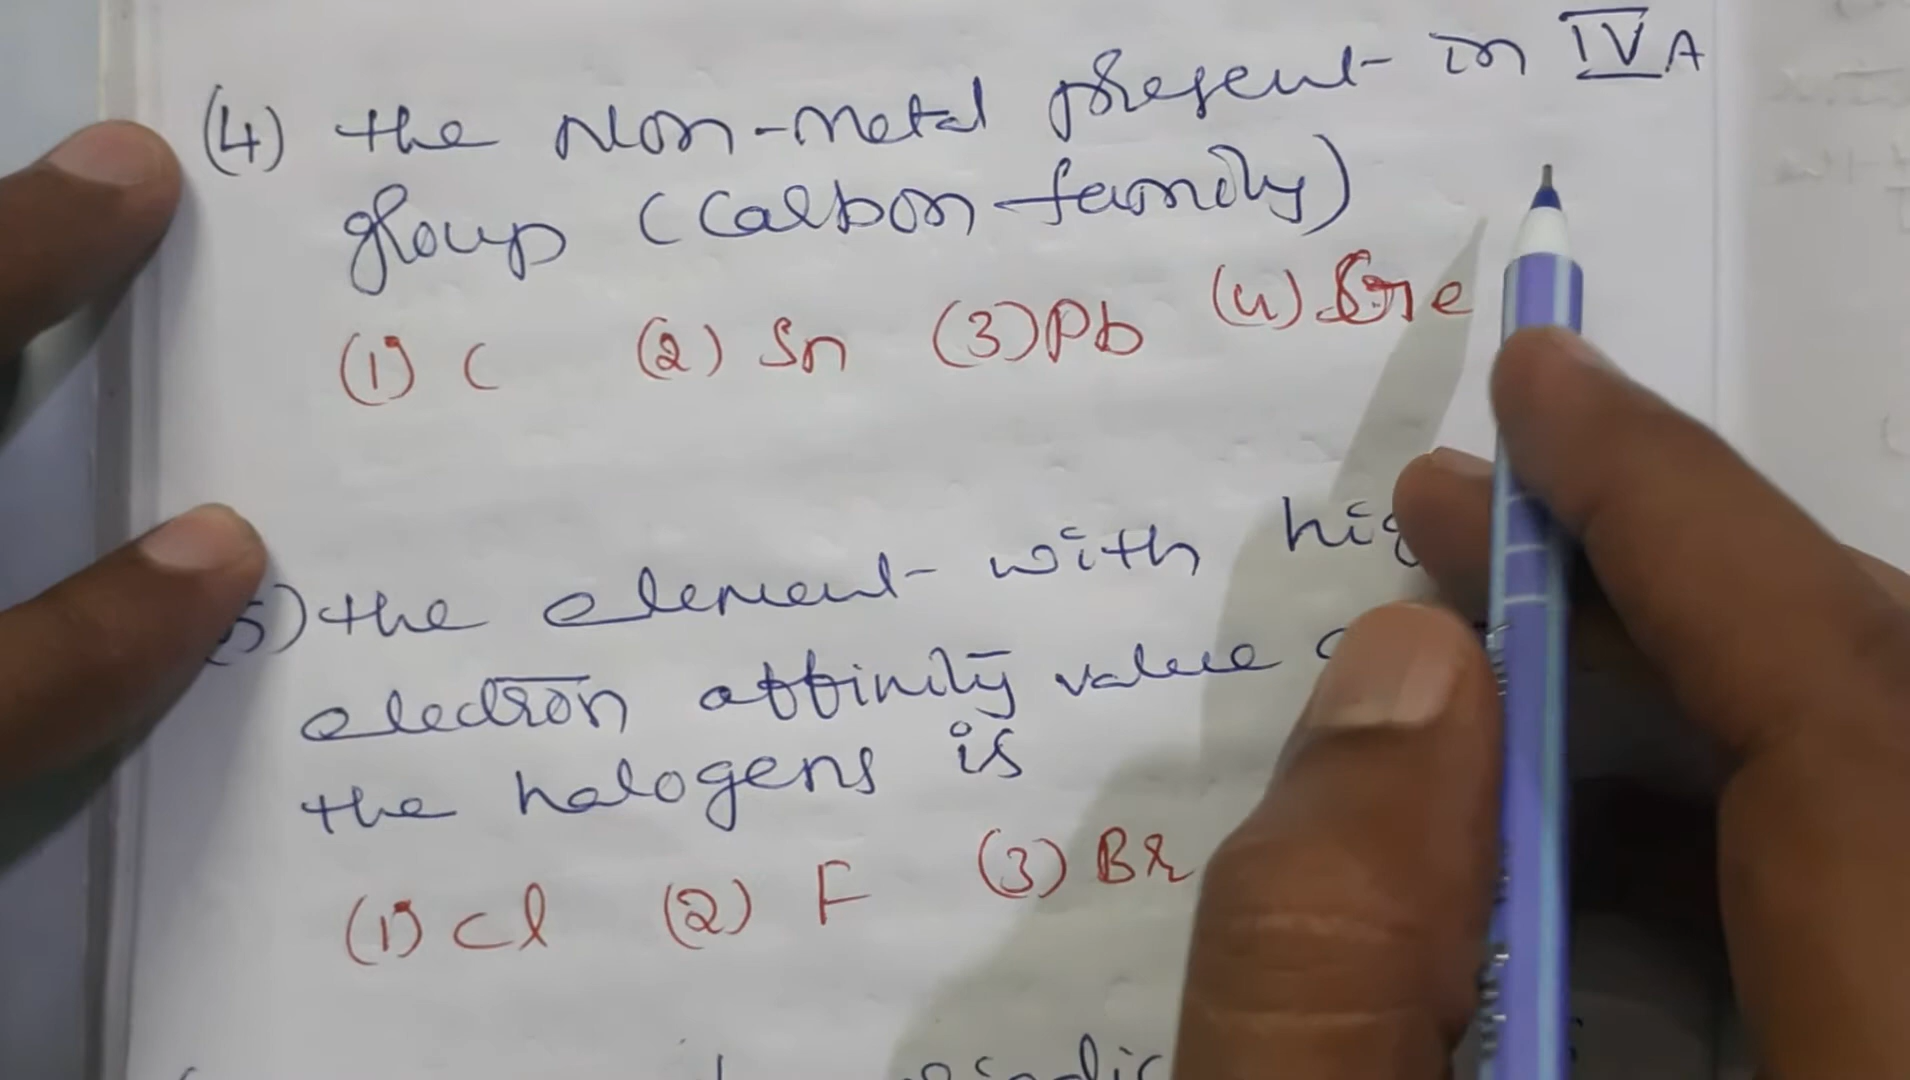 (4) the Non-metal present in IVA
group (Carbon family)
(1) C (2) Sn (3) Pb (4) Ge
5) the element with
electron affinity value
the halogens is
(1) Cl (2) F (3) Br